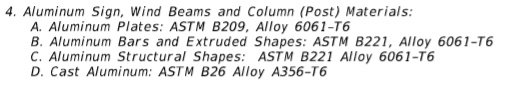 4. Aluminum Sign, Wind Beams and Column (Post) Materials:
A. Aluminum Plates: ASTM B209, Alloy 6061-T6
B. Aluminum Bars and Extruded Shapes: ASTM B221, Alloy 6061-T6
C. Aluminum Structural Shapes: ASTM B221 Alloy 6061-T6
D. Cast Aluminum: ASTM B26 Alloy A356-T6